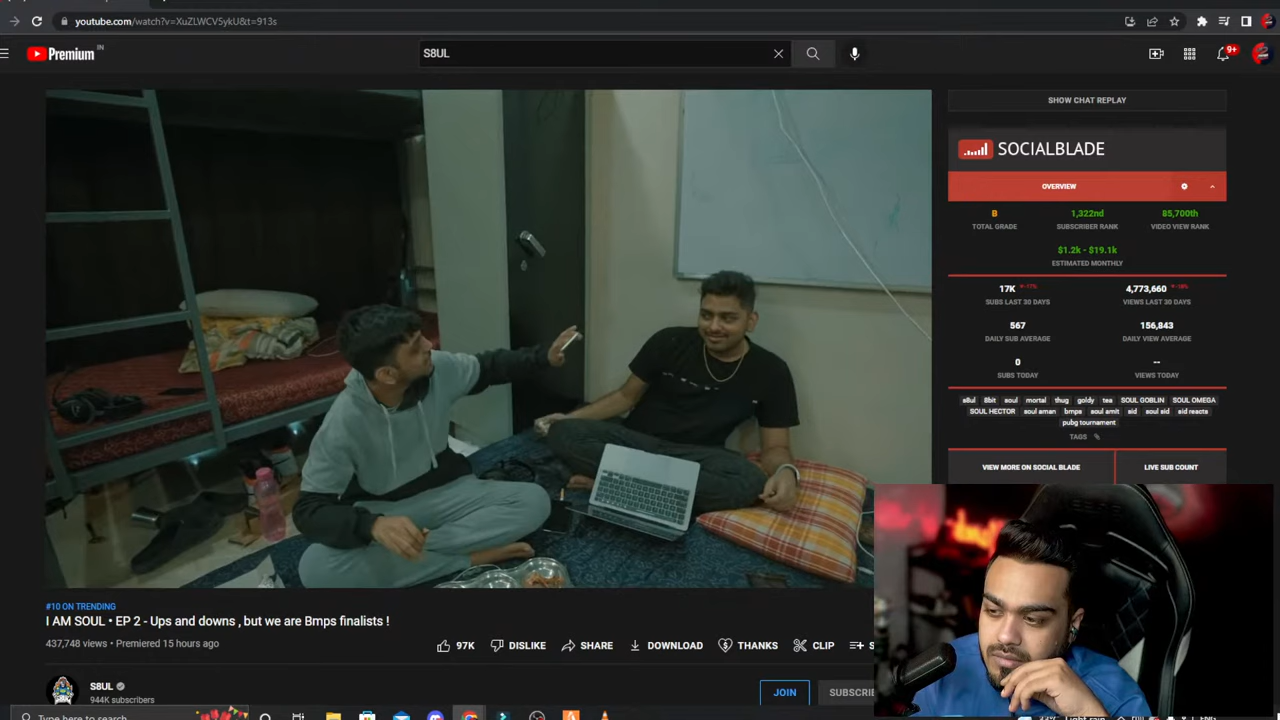 youtube.com/watch?v=XuZLWCV5ykU&t=913s
Premium IN
S8UL
9+
SHOW CHAT REPLAY
SOCIALBLADE
OVERVIEW
B 1,322nd 85,700th
TOTAL GRADE SUBSCRIBER RANK VIDEO VIEW RANK
$1.2k - $19.1k
ESTIMATED MONTHLY
17K 4,773,660
SUBS LAST 30 DAYS VIEWS LAST 30 DAYS
567 156,843
DAILY SUB AVERAGE DAILY VIEW AVERAGE
0 --
SUBS TODAY VIEWS TODAY
s8ul 8bit soul mortal thug goldy tea SOUL GOBLIN SOUL OMEGA
SOUL HECTOR soul aman bmps soul amit sid soul sid sid reacts
pubg tournament
TAGS
VIEW MORE ON SOCIAL BLADE LIVE SUB COUNT
#10 ON TRENDING
I AM SOUL • EP 2 - Ups and downs , but we are Bmps finalists !
437,748 views • Premiered 15 hours ago
97K DISLIKE SHARE DOWNLOAD THANKS CLIP S
S8UL
944K subscribers
JOIN SUBSCRIBE
Type here to search
Light rain